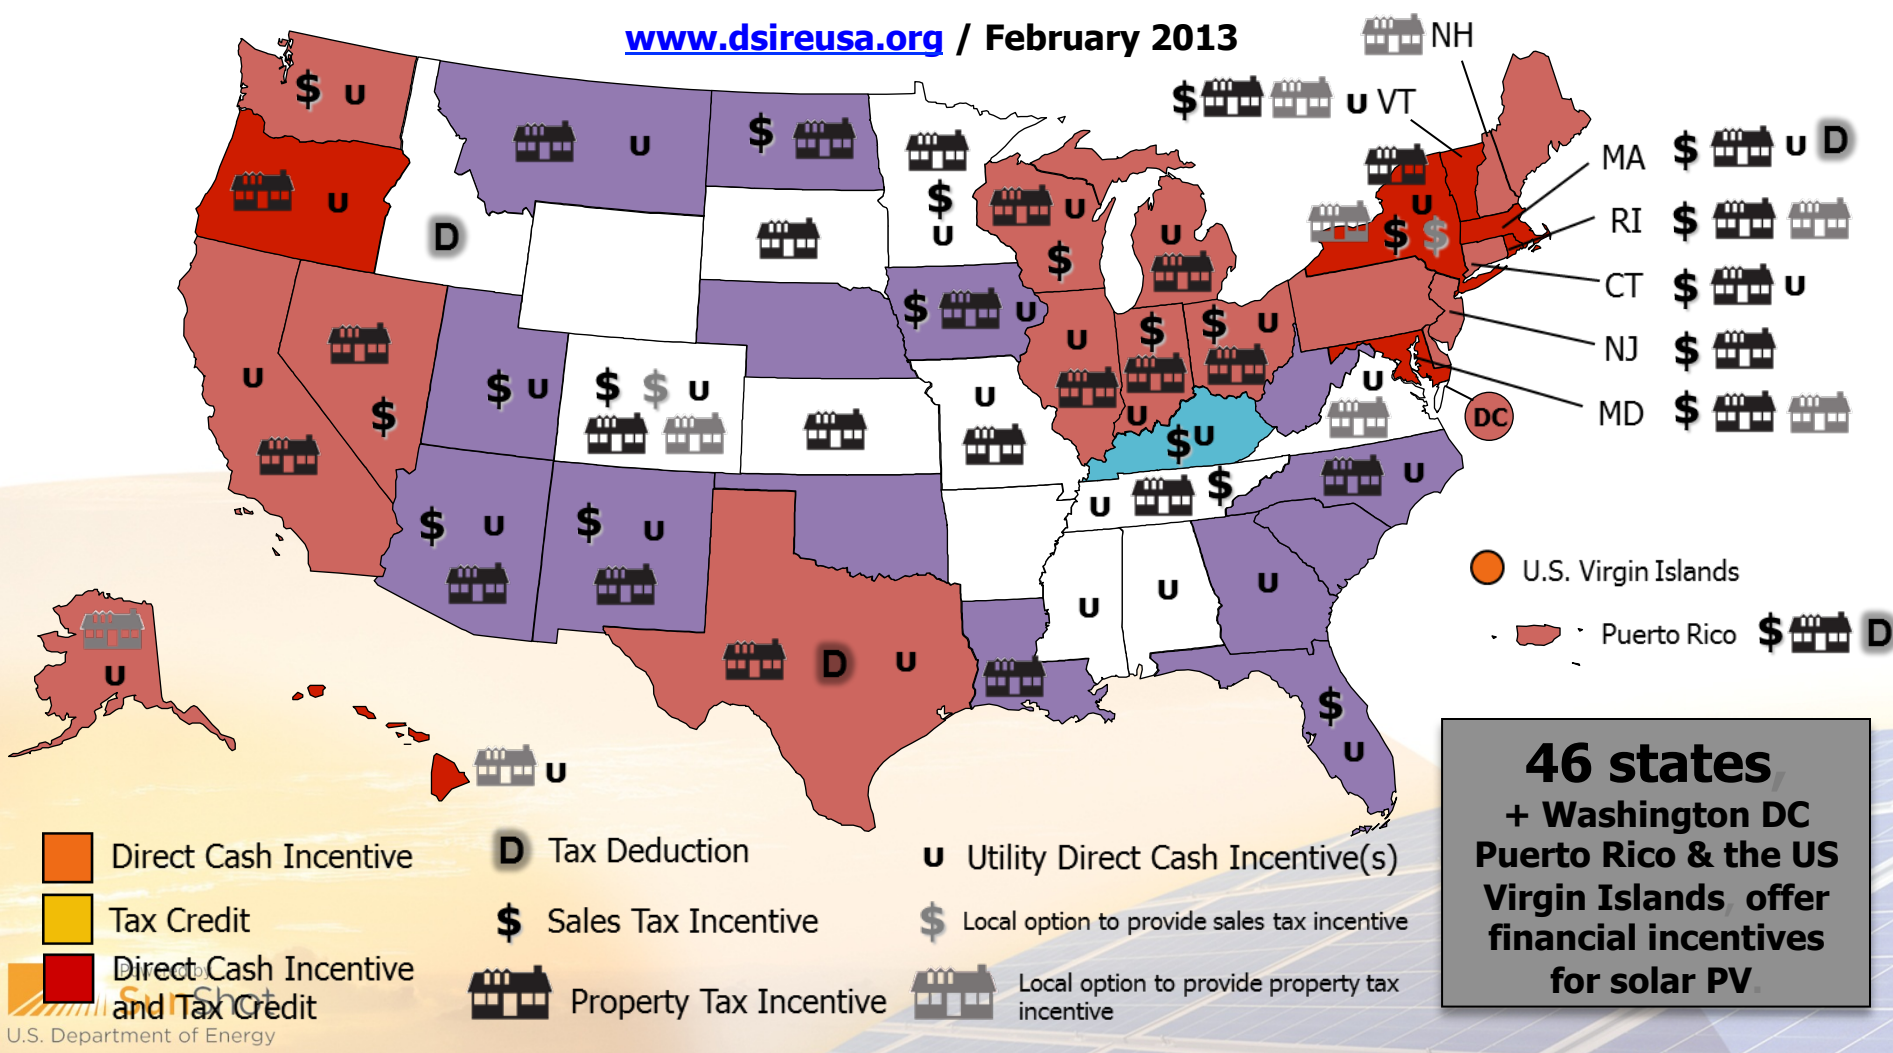 www.dsireusa.org / February 2013
NH
$ U VT
$ U
U
$
$ U D
MA
U
U
D
$
U
U
$ $
$
RI
U
$
U
$ U
CT
$ U
$
U
$ U
U
$
NJ
U
$
$ U
$ $ U
U
U
U
$
MD
DC
$ U
$
U
U
$ U
$ U
U
U
U
U
U.S. Virgin Islands
Puerto Rico $ D
D U
U
$
U
U
46 states,
+ Washington DC
Puerto Rico & the US
Virgin Islands, offer
financial incentives
for solar PV.
Direct Cash Incentive
D Tax Deduction
U Utility Direct Cash Incentive(s)
Tax Credit
$ Sales Tax Incentive
$ Local option to provide sales tax incentive
Powered by
SunShot
U.S. Department of Energy
Direct Cash Incentive
and Tax Credit
Property Tax Incentive
Local option to provide property tax
incentive